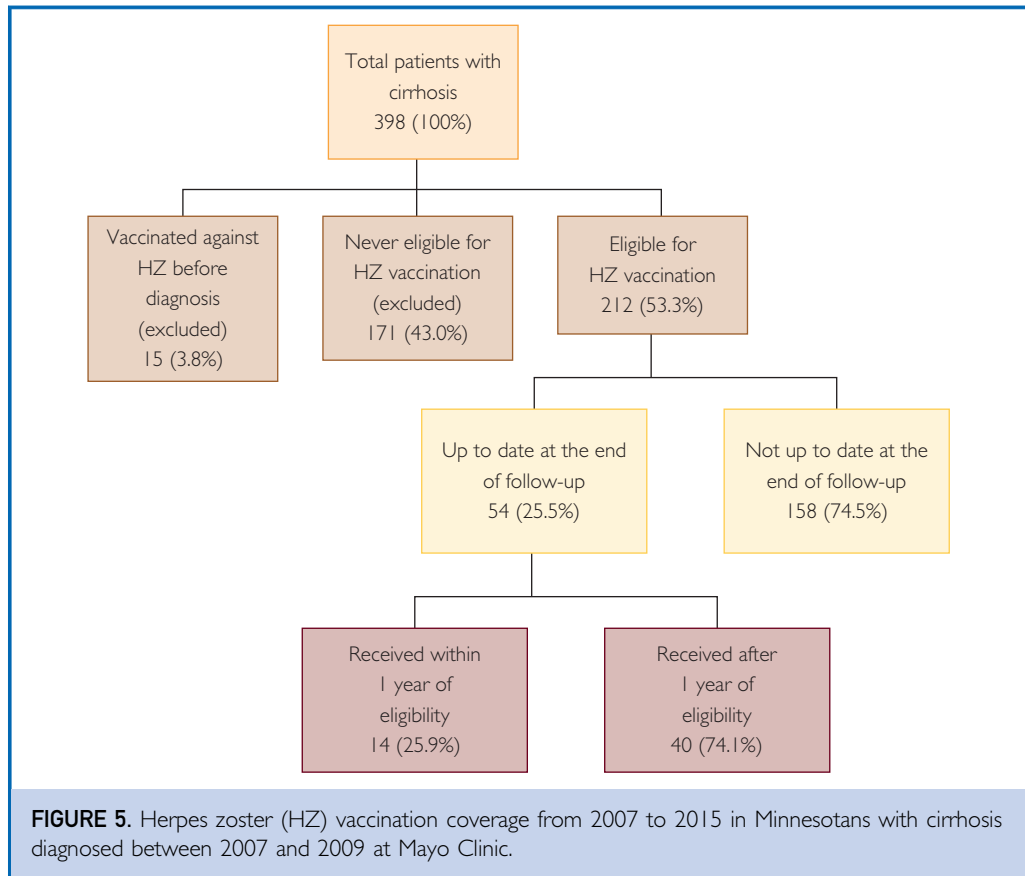 Total patients with
cirrhosis
398 (100%)
Vaccinated against
HZ before
diagnosis
(excluded)
15 (3.8%)
Never eligible for
HZ vaccination
(excluded)
171 (43.0%)
Eligible for
HZ vaccination
212 (53.3%)
Up to date at the end
of follow-up
54 (25.5%)
Not up to date at the
end of follow-up
158 (74.5%)
Received within
1 year of
eligibility
14 (25.9%)
Received after
1 year of
eligibility
40 (74.1%)
FIGURE 5. Herpes zoster (HZ) vaccination coverage from 2007 to 2015 in Minnesotans with cirrhosis
diagnosed between 2007 and 2009 at Mayo Clinic.